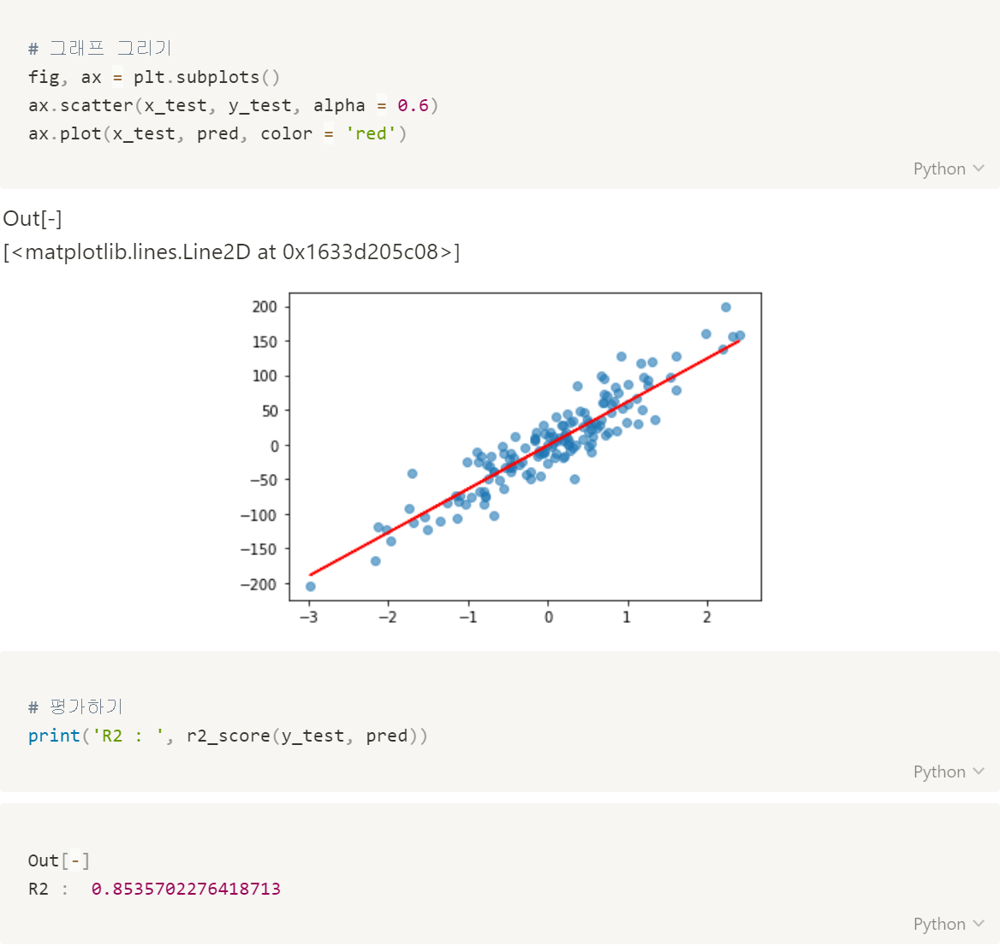 # 그래프 그리기
fig, ax = plt.subplots()
ax.scatter(x_test, y_test, alpha = 0.6)
ax.plot(x_test, pred, color = 'red')
Python
Out[-]
[<matplotlib.lines.Line2D at 0x1633d205c08>]
200
150
100
50
0
−50
−100
−150
−200
−3 −2 −1 0 1 2
# 평가하기
print('R2 : ', r2_score(y_test, pred))
Python
Out[-]
R2 :  0.8535702276418713
Python